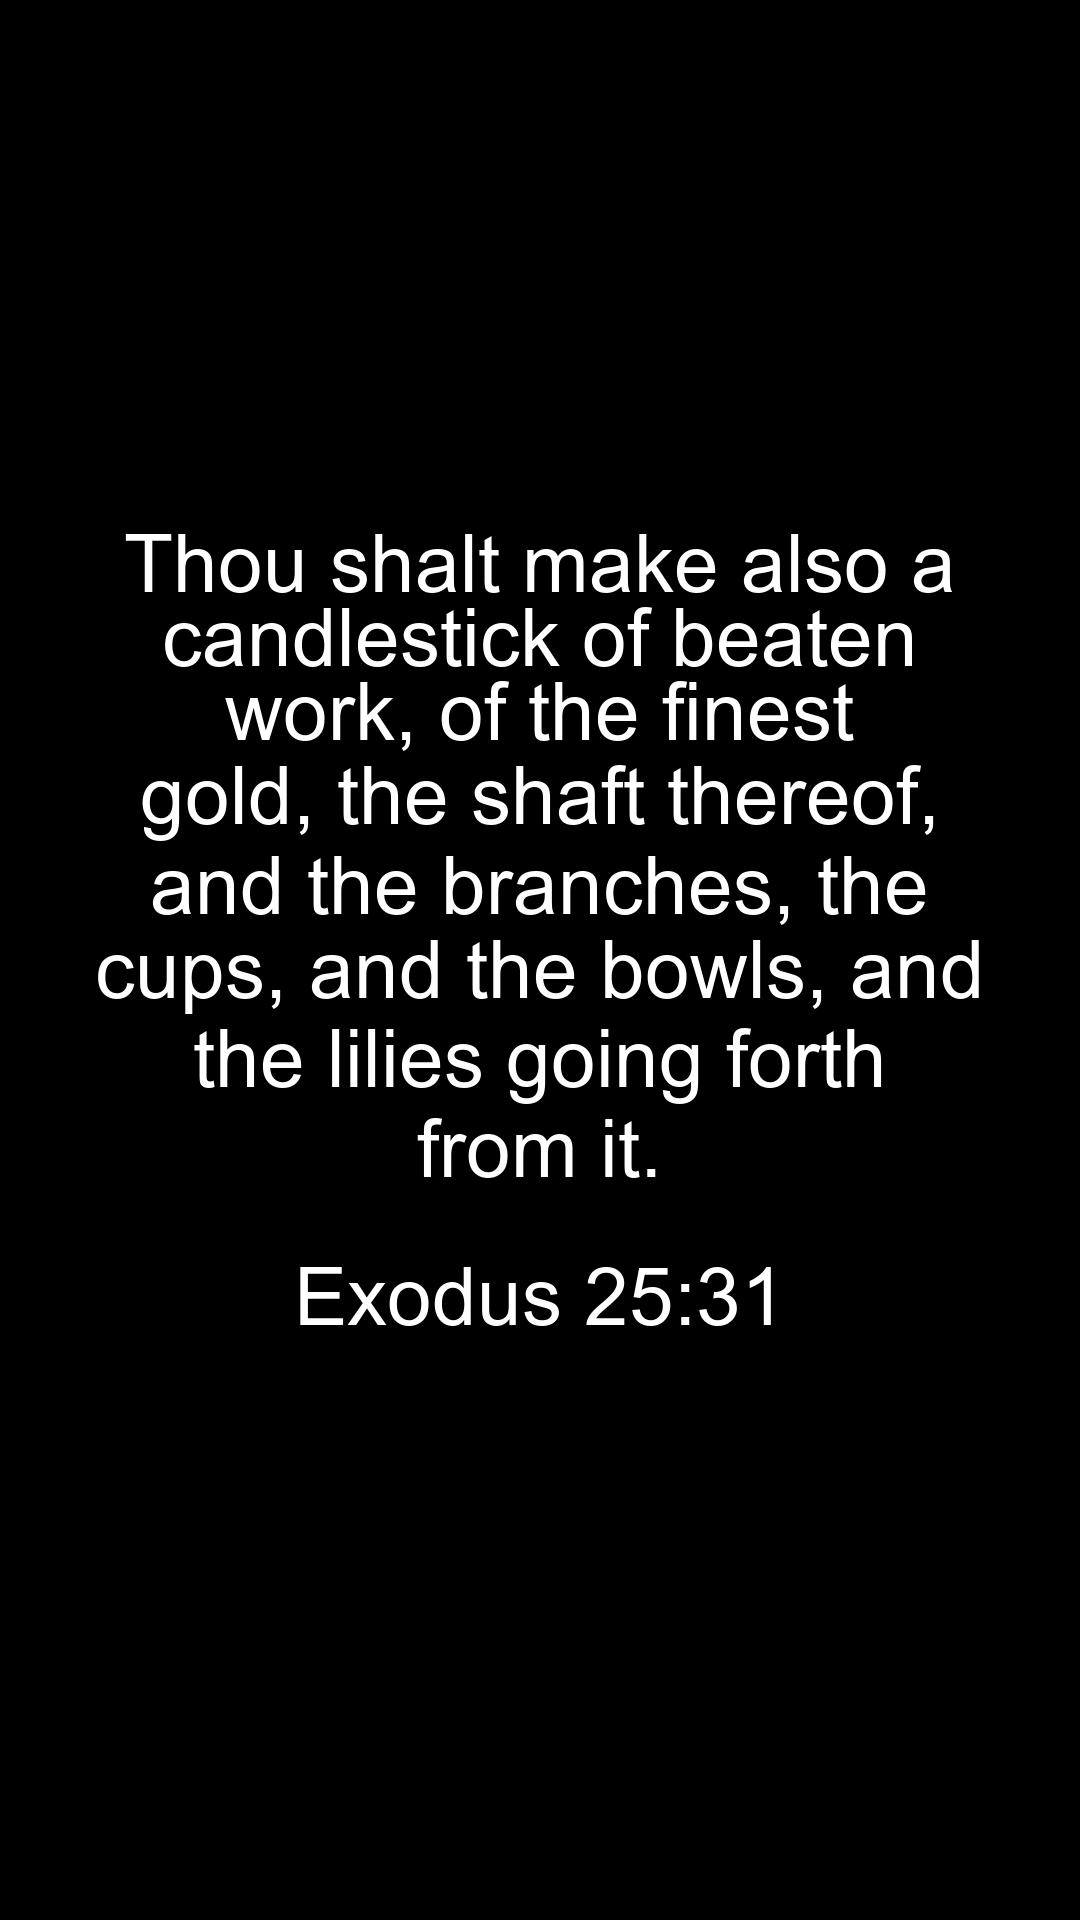 Thou shalt make also a
candlestick of beaten
work, of the finest
gold, the shaft thereof,
and the branches, the
cups, and the bowls, and
the lilies going forth
from it.
Exodus 25:31